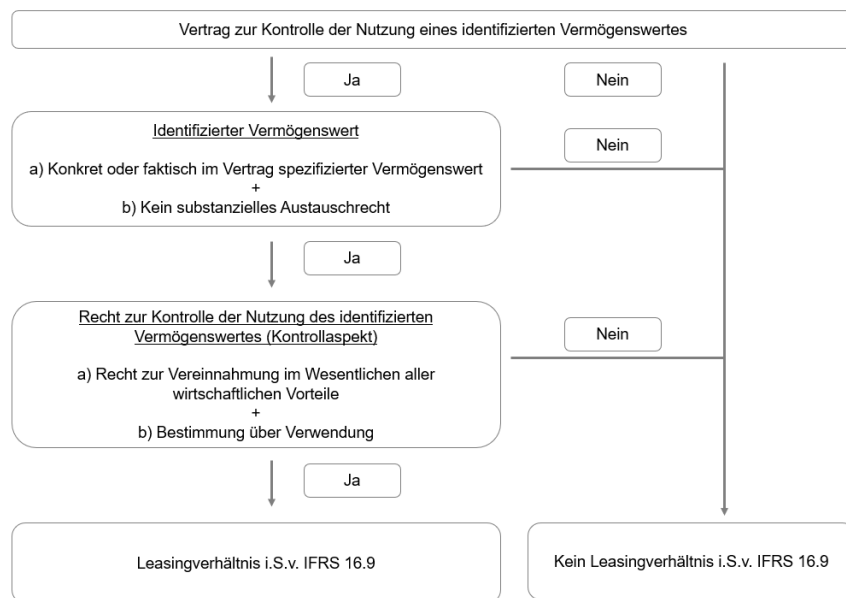 Vertrag zur Kontrolle der Nutzung eines identifizierten Vermögenswertes
Ja
Nein
Identifizierter Vermögenswert
a) Konkret oder faktisch im Vertrag spezifizierter Vermögenswert
+
b) Kein substanzielles Austauschrecht
Nein
Ja
Recht zur Kontrolle der Nutzung des identifizierten
Vermögenswertes (Kontrollaspekt)
a) Recht zur Vereinnahmung im Wesentlichen aller
wirtschaftlichen Vorteile
+
b) Bestimmung über Verwendung
Nein
Ja
Leasingverhältnis i.S.v. IFRS 16.9
Kein Leasingverhältnis i.S.v. IFRS 16.9